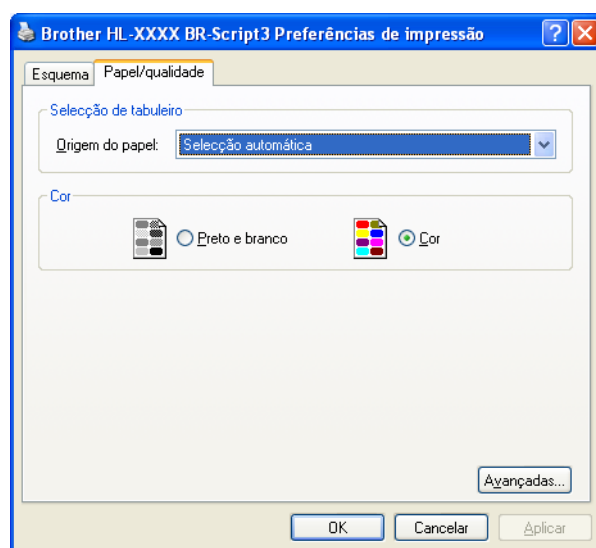 Brother HL-XXXX BR-Script3 Preferências de impressão
Esquema Papel/qualidade
Selecção de tabuleiro
Origem do papel: Selecção automática
Cor
Preto e branco Cor
Avançadas...
OK Cancelar Aplicar